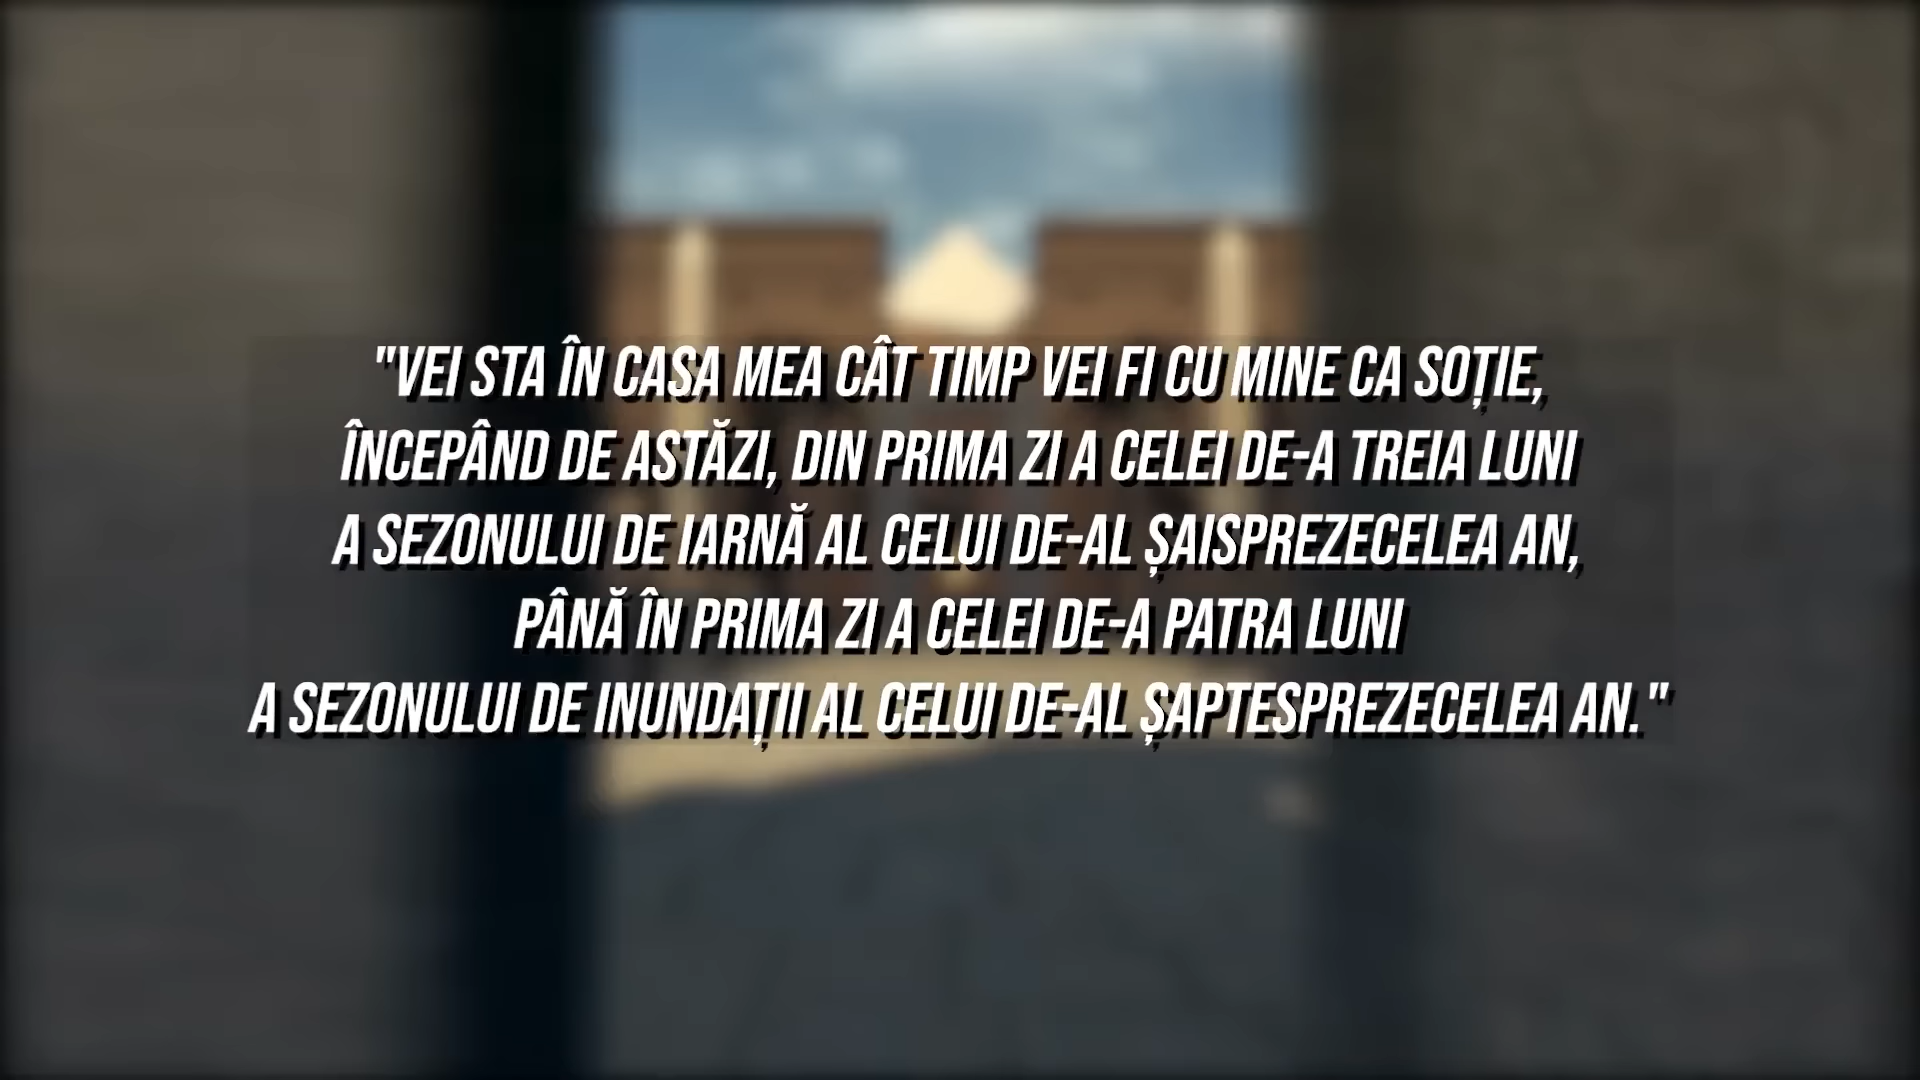 "VEI STA ÎN CASA MEA CÂT TIMP VEI FI CU MINE CA SOȚIE,
ÎNCEPÂND DE ASTĂZI, DIN PRIMA ZI A CELEI DE-A TREIA LUNI
A SEZONULUI DE IARNĂ AL CELUI DE-AL ȘAISPREZECELEA AN,
PÂNĂ ÎN PRIMA ZI A CELEI DE-A PATRA LUNI
A SEZONULUI DE INUNDAȚII AL CELUI DE-AL ȘAPTESPREZECELEA AN."